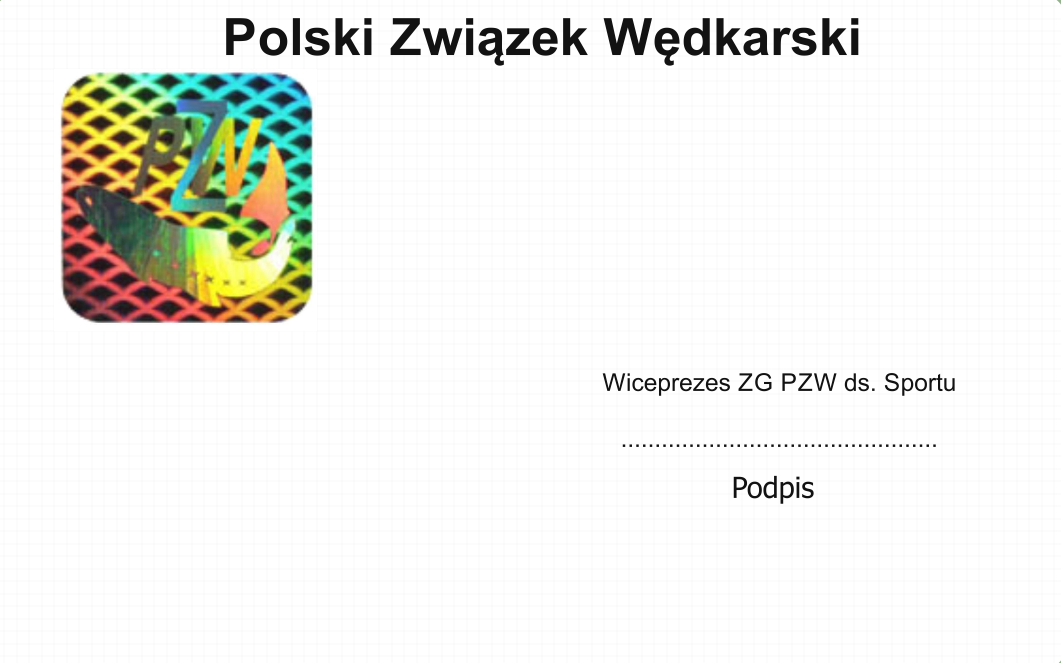 Polski Związek Wędkarski
PZW
Wiceprezes ZG PZW ds. Sportu
...............................................
Podpis